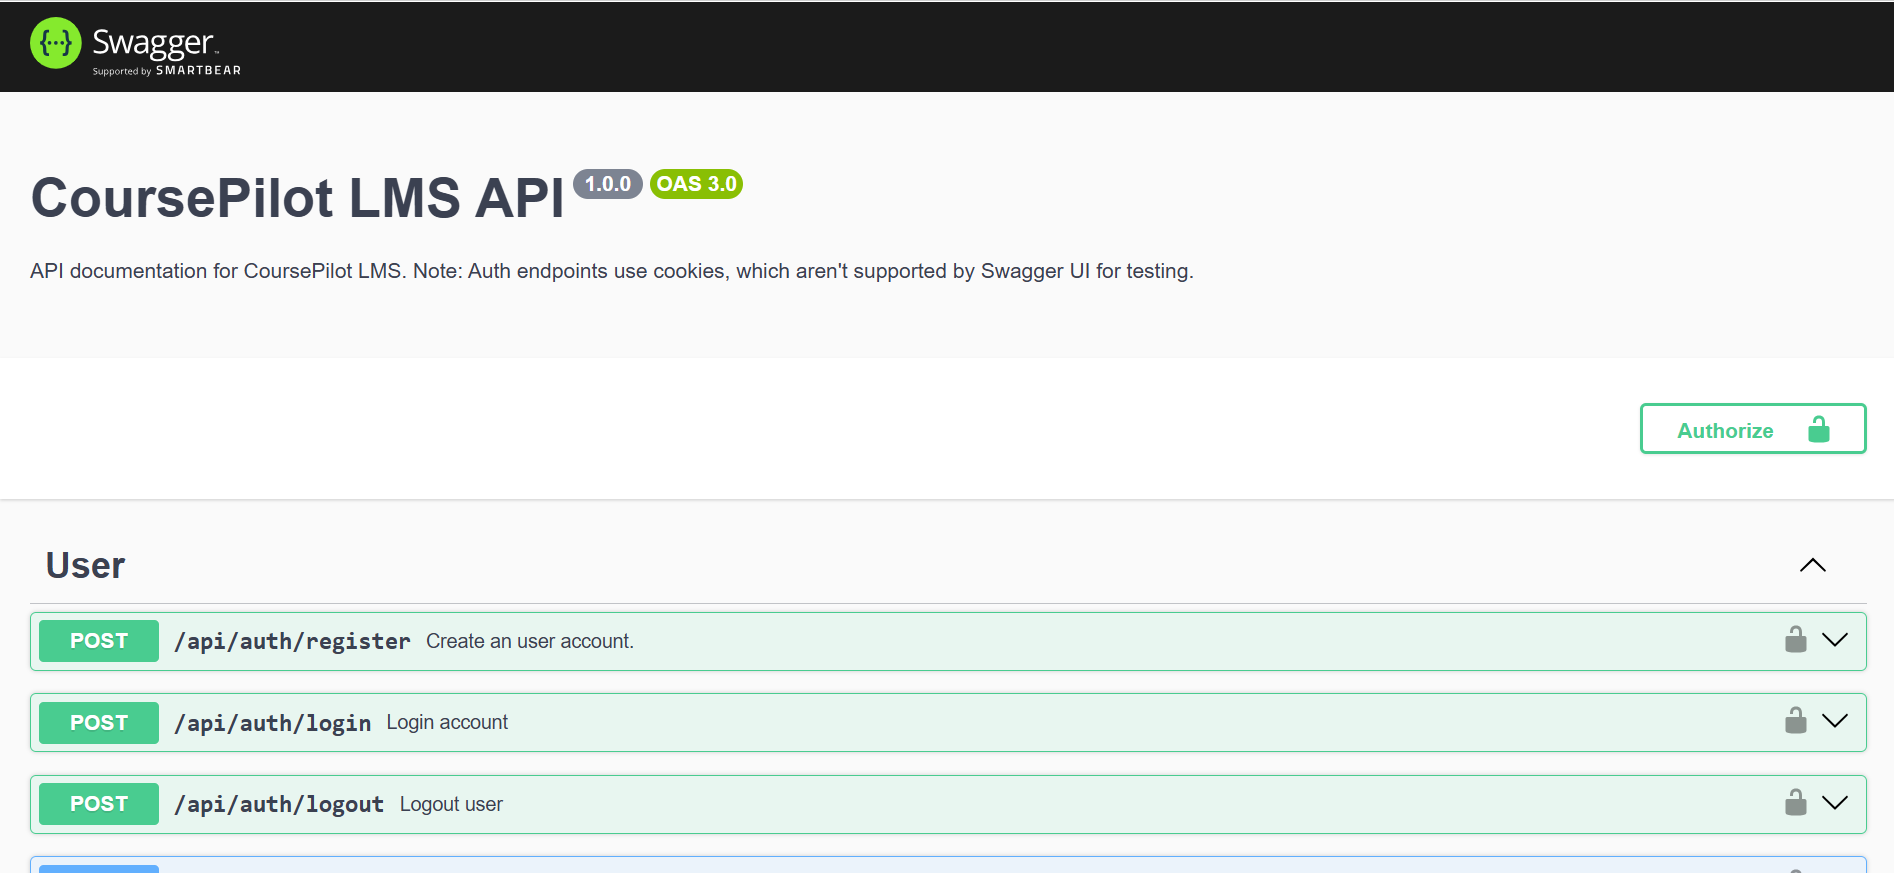 {···} Swagger™
Supported by SMARTBEAR
CoursePilot LMS API 1.0.0 OAS 3.0
API documentation for CoursePilot LMS. Note: Auth endpoints use cookies, which aren't supported by Swagger UI for testing.
Authorize
User
POST /api/auth/register Create an user account.
POST /api/auth/login Login account
POST /api/auth/logout Logout user